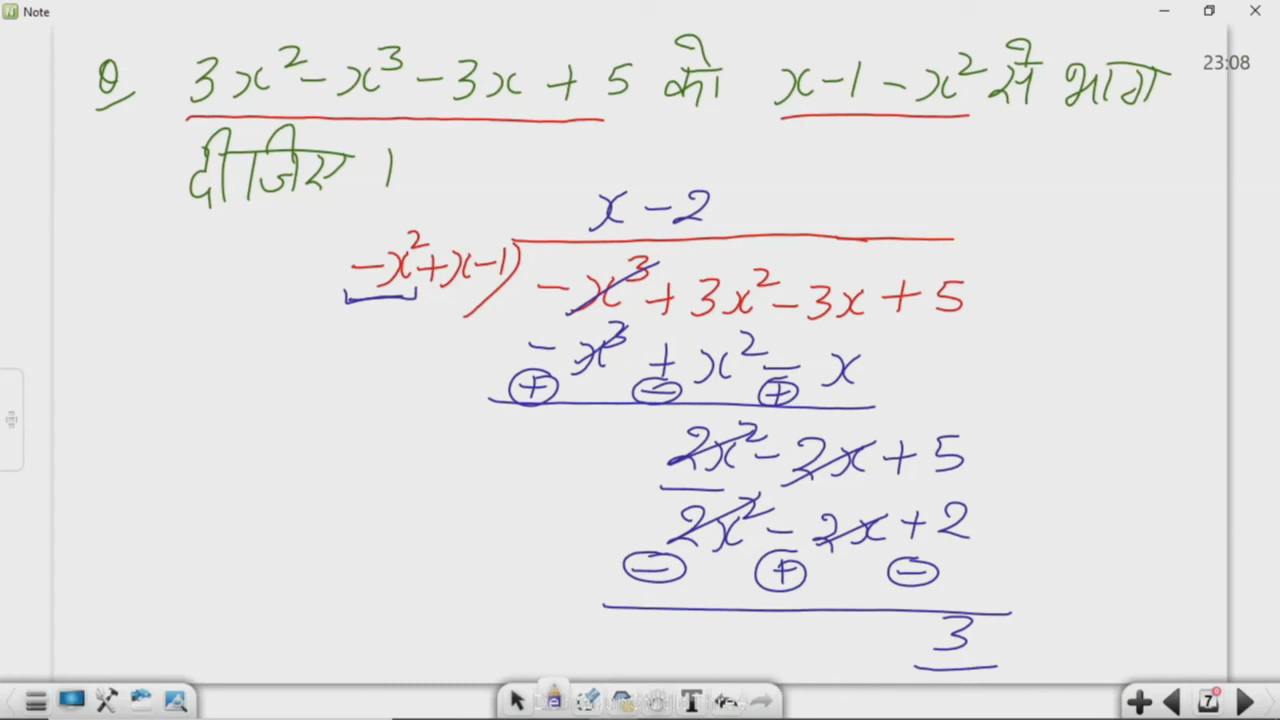 Note
23:08
Q 3x² - x³ - 3x + 5 को x - 1 - x² से भाग
दीजिए ।
x - 2
-x² + x - 1 ) -x³ + 3x² - 3x + 5
- x³ + x² - x
+ - +
2x² - 2x + 5
2x² - 2x + 2
- + -
3
T
7